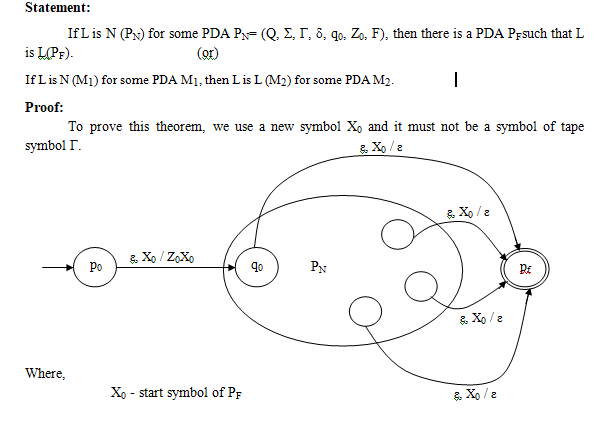 Statement:
If L is N (PN) for some PDA PN= (Q, Σ, Γ, δ, q0, Z0, F), then there is a PDA PFsuch that L
is L(PF). (or)
If L is N (M1) for some PDA M1, then L is L (M2) for some PDA M2.
Proof:
To prove this theorem, we use a new symbol X0 and it must not be a symbol of tape
symbol Γ.
ε, X0 / ε
ε, X0 / ε
ε, X0 / Z0X0
p0
q0
PN
pf
ε, X0 / ε
Where,
X0 - start symbol of PF
ε, X0 / ε